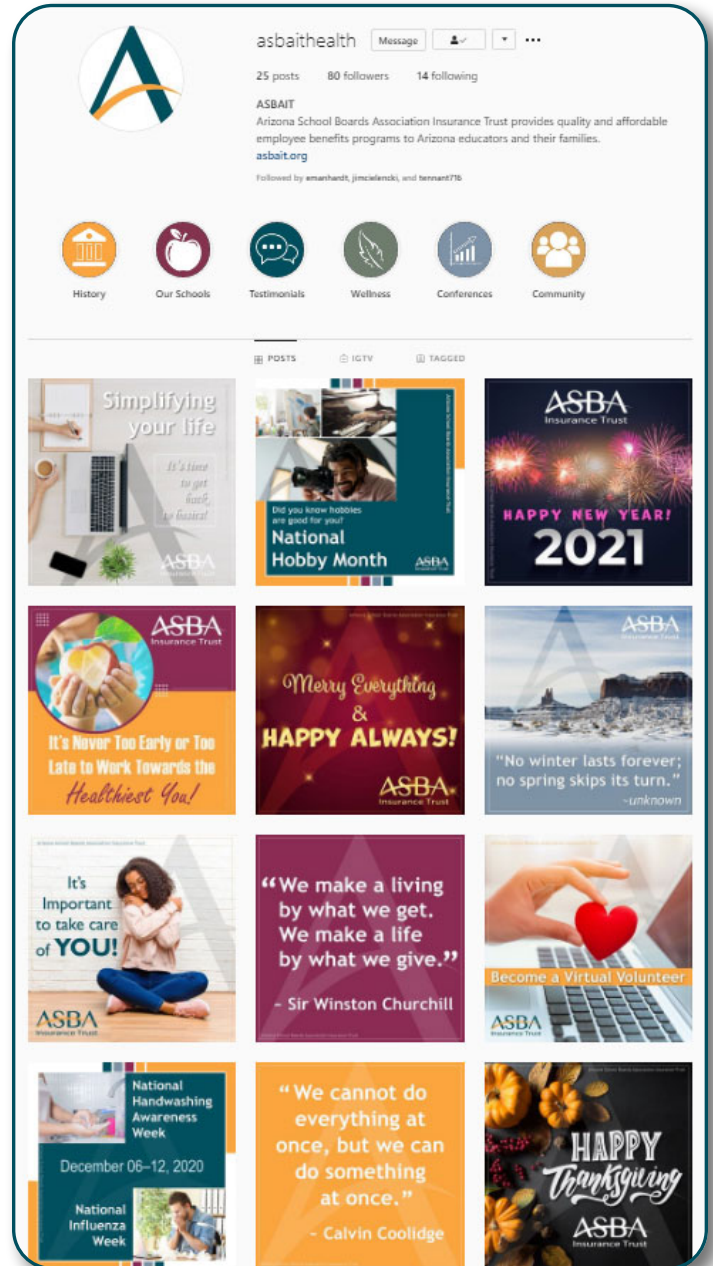 asbaithealth Message
25 posts 80 followers 14 following
ASBAIT
Arizona School Boards Association Insurance Trust provides quality and affordable
employee benefits programs to Arizona educators and their families.
asbait.org
Followed by emanhardt, jimcielenski, and tennant716
History Our Schools Testimonials Wellness Conferences Community
POSTS IGTV TAGGED
Simplifying
your life
It's time
to get
back
to basics!
ASBA
Insurance Trust
Arizona School Boards Association Insurance Trust
Did you know hobbies
are good for you?
National
Hobby Month
ASBA
Insurance Trust
ASBA
Insurance Trust
HAPPY NEW YEAR!
2021
ASBA
Insurance Trust
It's Never Too Early or Too
Late to Work Towards the
Healthiest You!
Merry Everything
&
HAPPY ALWAYS!
ASBA
Insurance Trust
ASBA
Insurance Trust
"No winter lasts forever;
no spring skips its turn."
~unknown
It's
Important
to take care
of YOU!
ASBA
Insurance Trust
“We make a living
by what we get.
We make a life
by what we give.”
– Sir Winston Churchill
Become a Virtual Volunteer
ASBA
Insurance Trust
National
Handwashing
Awareness
Week
December 06–12, 2020
National
Influenza
Week
“We cannot do
everything at
once, but we can
do something
at once.”
– Calvin Coolidge
HAPPY
Thanksgiving
ASBA
Insurance Trust